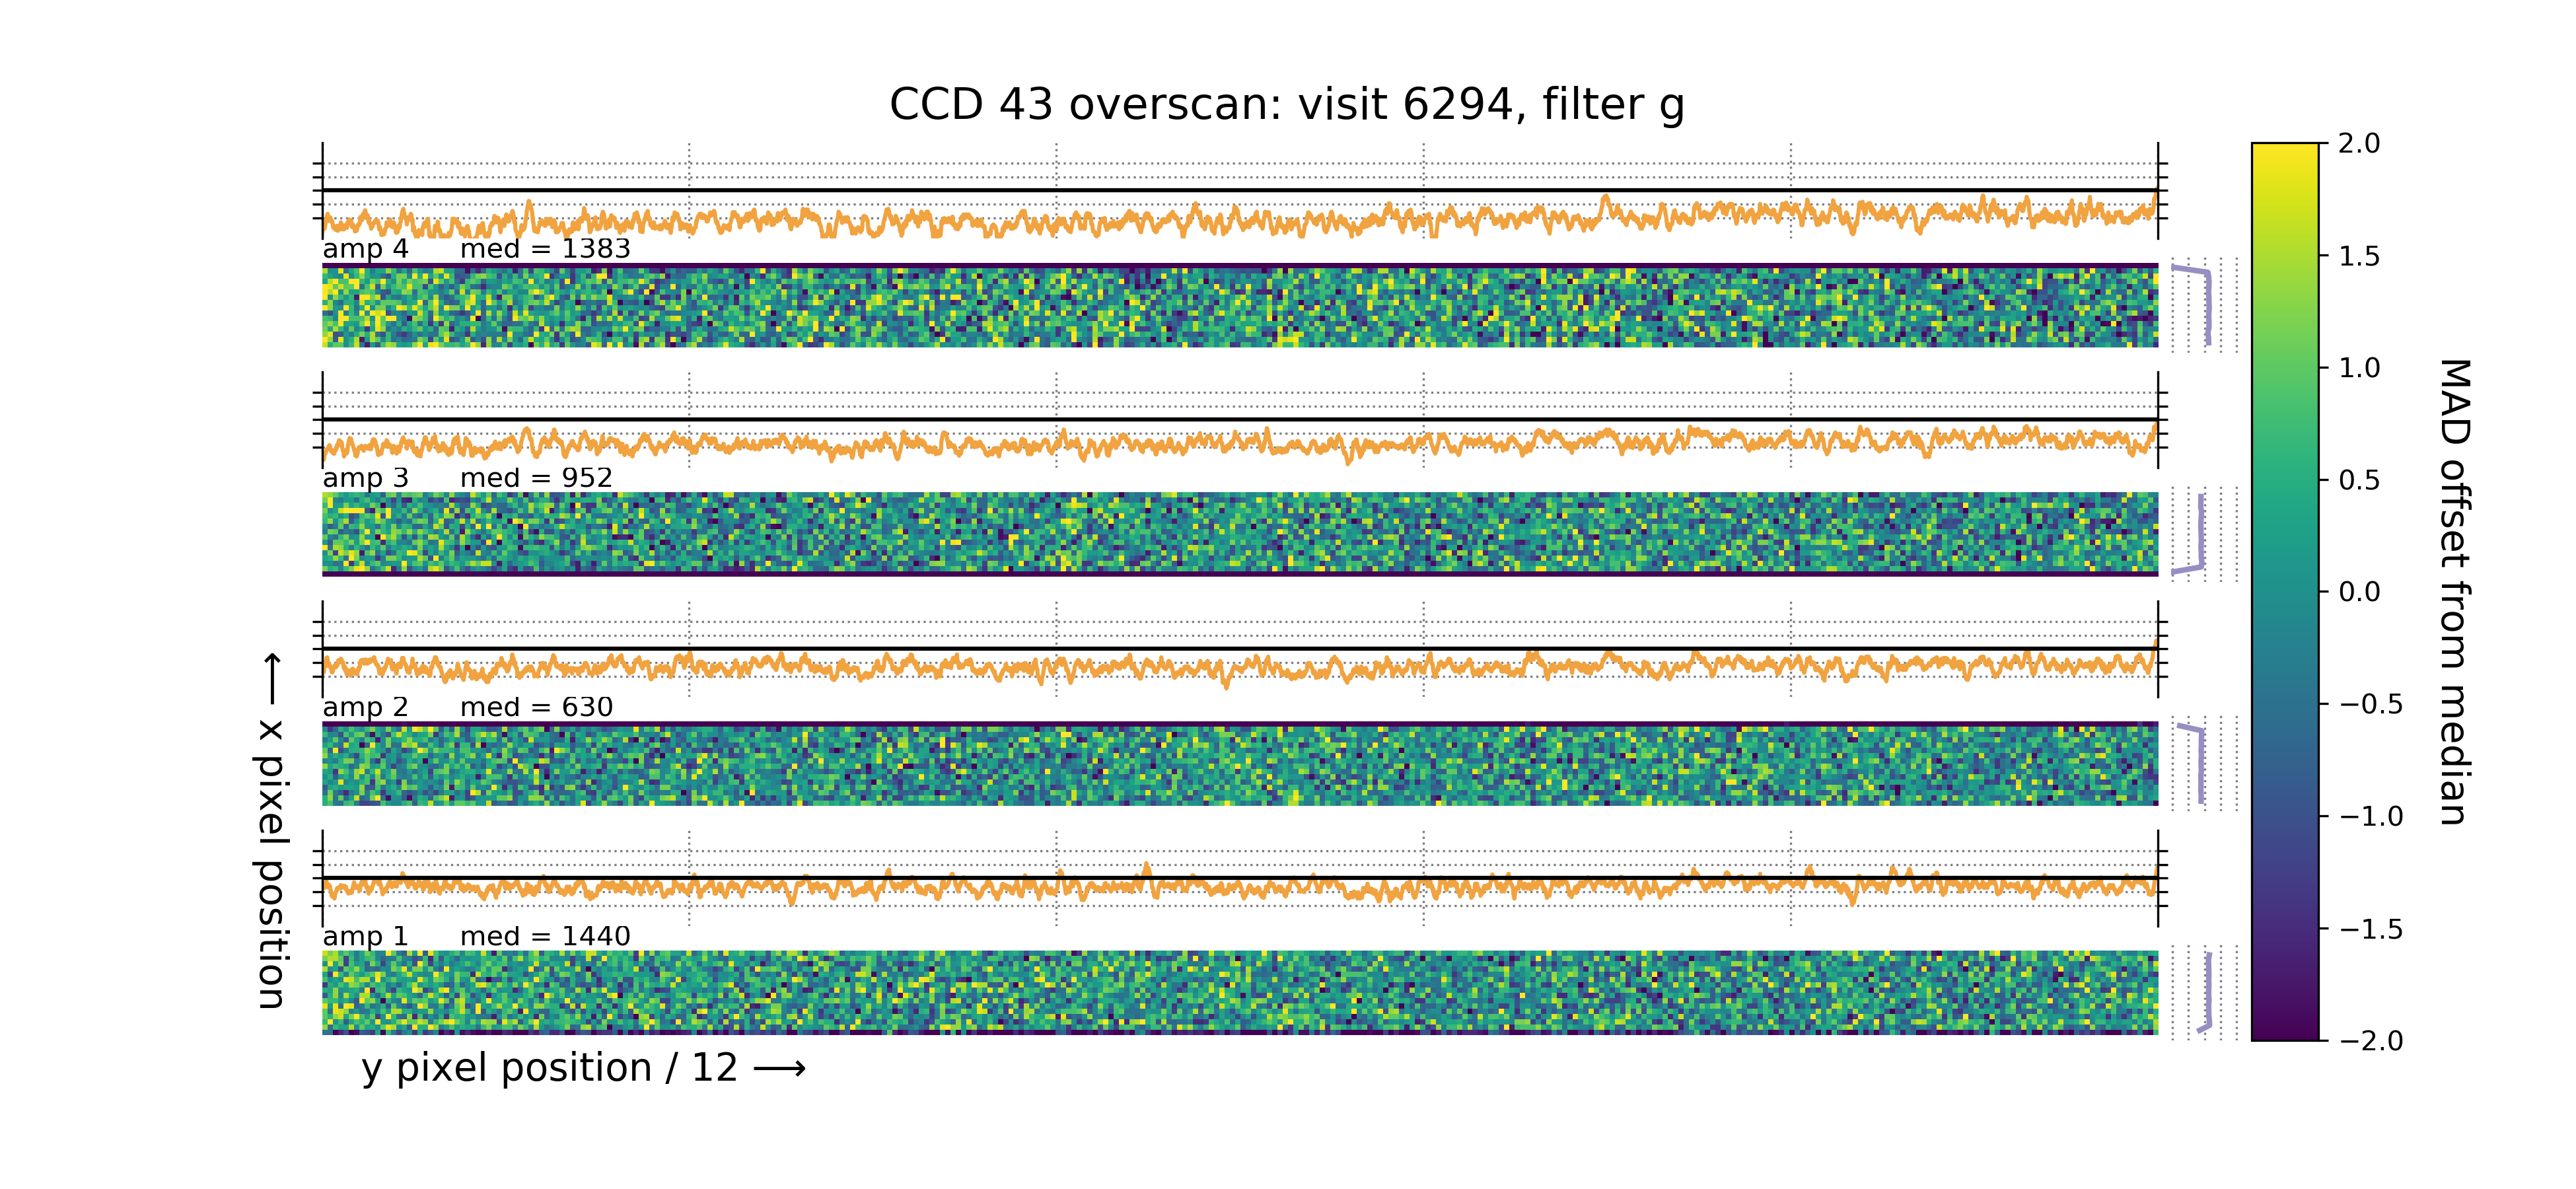 CCD 43 overscan: visit 6294, filter g
amp 4 med = 1383
amp 3 med = 952
amp 2 med = 630
amp 1 med = 1440
← x pixel position
y pixel position / 12 →
2.0
1.5
1.0
0.5
0.0
−0.5
−1.0
−1.5
−2.0
MAD offset from median